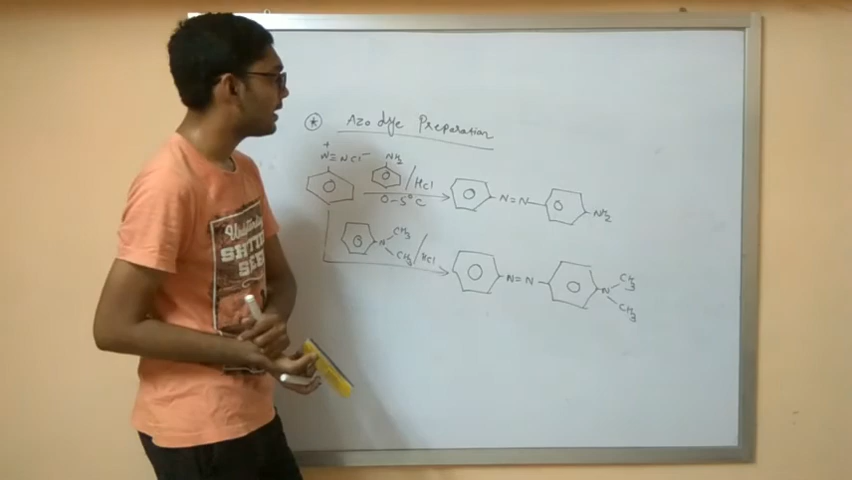 Azo dye Preparation
+
N≡NCl⁻
NH₂
/HCl
0-5°C
N=N
NH₂
N
CH₃
CH₃
/HCl
N=N
N
CH₃
CH₃